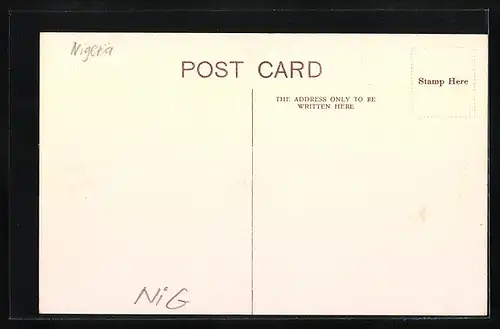 Nigeria
POST CARD
Stamp Here
THE ADDRESS ONLY TO BE
WRITTEN HERE
NiG